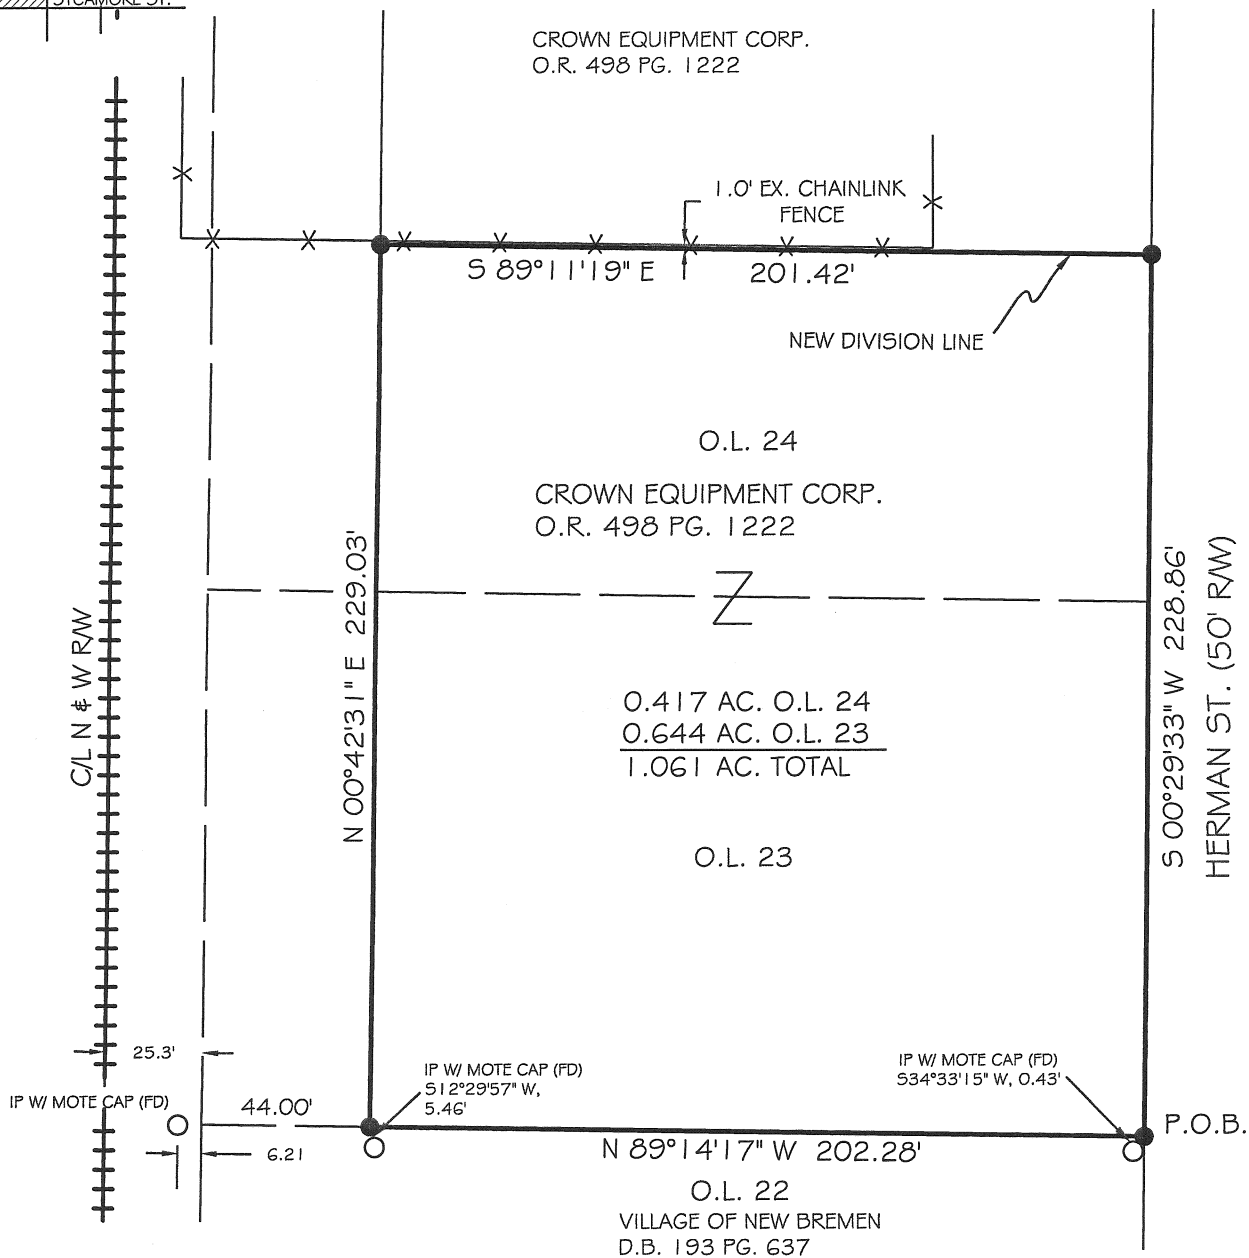 SYCAMORE ST.
CROWN EQUIPMENT CORP.
O.R. 498 PG. 1222
1.0' EX. CHAINLINK
FENCE
S 89°11'19" E 201.42'
NEW DIVISION LINE
O.L. 24
CROWN EQUIPMENT CORP.
O.R. 498 PG. 1222
N 00°42'31" E 229.03'
S 00°29'33" W 228.86'
HERMAN ST. (50' R/W)
C/L N & W R/W
0.417 AC. O.L. 24
0.644 AC. O.L. 23
1.061 AC. TOTAL
O.L. 23
25.3'
IP W/ MOTE CAP (FD)
S12°29'57" W,
5.46'
IP W/ MOTE CAP (FD)
S34°33'15" W, 0.43'
IP W/ MOTE CAP (FD)
44.00'
P.O.B.
6.21
N 89°14'17" W 202.28'
O.L. 22
VILLAGE OF NEW BREMEN
D.B. 193 PG. 637